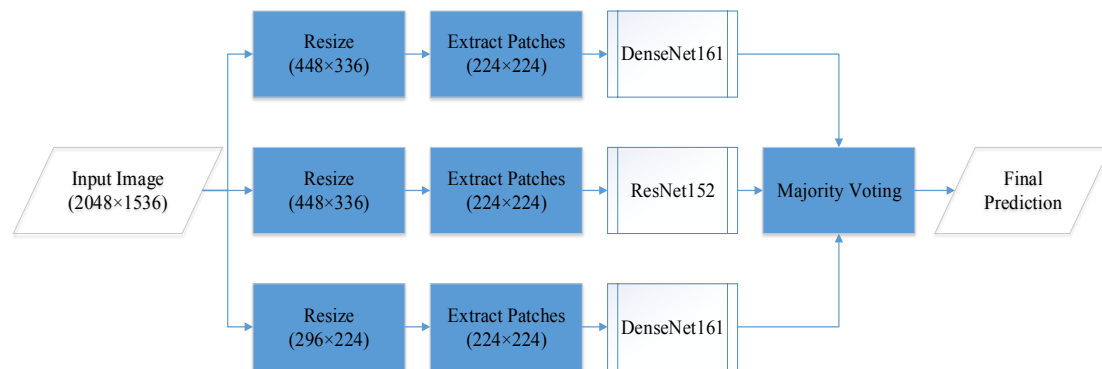 Resize
(448×336)
Extract Patches
(224×224)
DenseNet161
Input Image
(2048×1536)
Resize
(448×336)
Extract Patches
(224×224)
ResNet152
Majority Voting
Final
Prediction
Resize
(296×224)
Extract Patches
(224×224)
DenseNet161